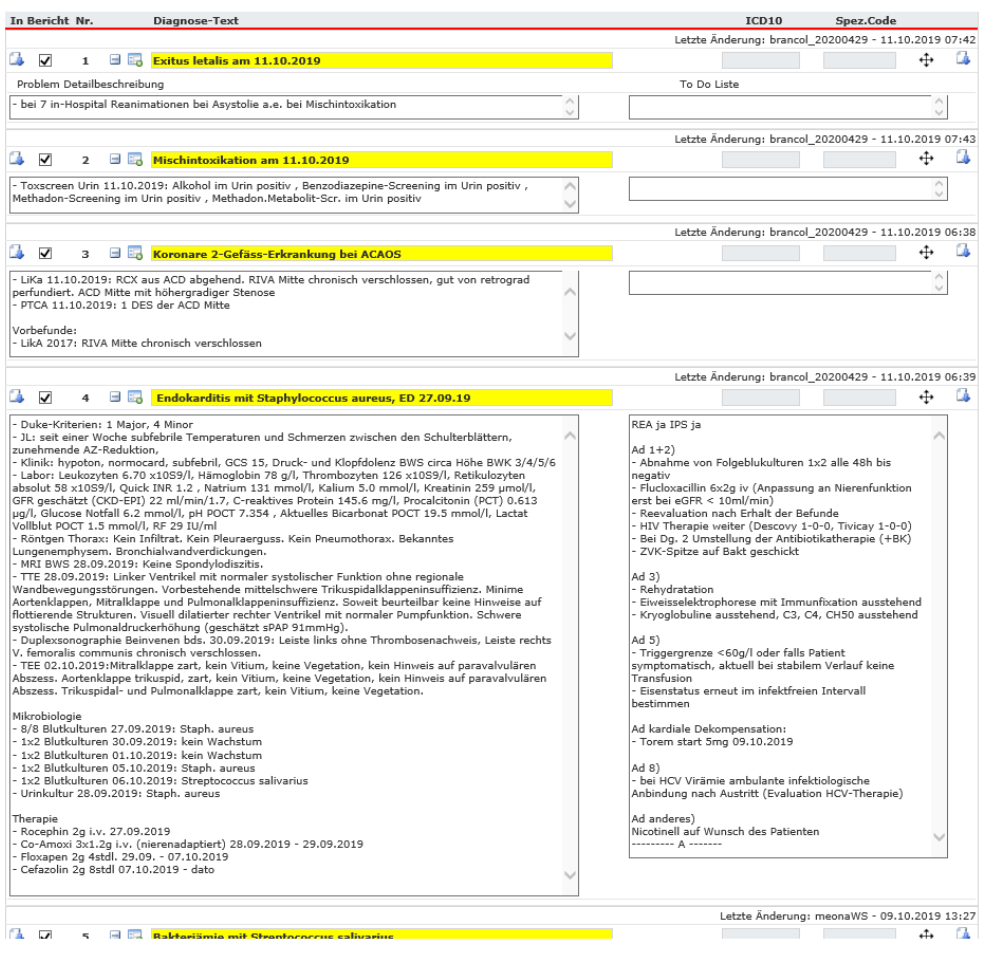 In Bericht Nr. Diagnose-Text ICD10 Spez.Code
Letzte Änderung: brancol_20200429 - 11.10.2019 07:42
1 Exitus letalis am 11.10.2019
Problem Detailbeschreibung To Do Liste
- bei 7 in-Hospital Reanimationen bei Asystolie a.e. bei Mischintoxikation
Letzte Änderung: brancol_20200429 - 11.10.2019 07:43
2 Mischintoxikation am 11.10.2019
- Toxscreen Urin 11.10.2019: Alkohol im Urin positiv , Benzodiazepine-Screening im Urin positiv ,
Methadon-Screening im Urin positiv , Methadon.Metabolit-Scr. im Urin positiv
Letzte Änderung: brancol_20200429 - 11.10.2019 06:38
3 Koronare 2-Gefäss-Erkrankung bei ACAOS
- LiKa 11.10.2019: RCX aus ACD abgehend. RIVA Mitte chronisch verschlossen, gut von retrograd
perfundiert. ACD Mitte mit höhergradiger Stenose
- PTCA 11.10.2019: 1 DES der ACD Mitte
Vorbefunde:
- LikA 2017: RIVA Mitte chronisch verschlossen
Letzte Änderung: brancol_20200429 - 11.10.2019 06:39
4 Endokarditis mit Staphylococcus aureus, ED 27.09.19
- Duke-Kriterien: 1 Major, 4 Minor
- JL: seit einer Woche subfebrile Temperaturen und Schmerzen zwischen den Schulterblättern,
zunehmende AZ-Reduktion,
- Klinik: hypoton, normocard, subfebril, GCS 15, Druck- und Klopfdolenz BWS circa Höhe BWK 3/4/5/6
- Labor: Leukozyten 6.70 x10S9/l, Hämoglobin 78 g/l, Thrombozyten 126 x10S9/l, Retikulozyten
absolut 58 x10S9/l, Quick INR 1.2 , Natrium 131 mmol/l, Kalium 5.0 mmol/l, Kreatinin 259 µmol/l,
GFR geschätzt (CKD-EPI) 22 ml/min/1.7, C-reaktives Protein 145.6 mg/l, Procalcitonin (PCT) 0.613
µg/l, Glucose Notfall 6.2 mmol/l, pH POCT 7.354 , Aktuelles Bicarbonat POCT 19.5 mmol/l, Lactat
Vollblut POCT 1.5 mmol/l, RF 29 IU/ml
- Röntgen Thorax: Kein Infiltrat. Kein Pleuraerguss. Kein Pneumothorax. Bekanntes
Lungenemphysem. Bronchialwandverdickungen.
- MRI BWS 28.09.2019: Keine Spondylodiszitis.
- TTE 28.09.2019: Linker Ventrikel mit normaler systolischer Funktion ohne regionale
Wandbewegungsstörungen. Vorbestehende mittelschwere Trikuspidalklappeninsuffizienz. Minime
Aortenklappen, Mitralklappe und Pulmonalklappeninsuffizienz. Soweit beurteilbar keine Hinweise auf
flottierende Strukturen. Visuell dilatierter rechter Ventrikel mit normaler Pumpfunktion. Schwere
systolische Pulmonaldruckerhöhung (geschätzt sPAP 91mmHg).
- Duplexsonographie Beinvenen bds. 30.09.2019: Leiste links ohne Thrombosenachweis, Leiste rechts
V. femoralis communis chronisch verschlossen.
- TEE 02.10.2019:Mitralklappe zart, kein Vitium, keine Vegetation, kein Hinweis auf paravalvulären
Abszess. Aortenklappe trikuspid, zart, kein Vitium, keine Vegetation, kein Hinweis auf paravalvulären
Abszess. Trikuspidal- und Pulmonalklappe zart, kein Vitium, keine Vegetation.
Mikrobiologie
- 8/8 Blutkulturen 27.09.2019: Staph. aureus
- 1x2 Blutkulturen 30.09.2019: kein Wachstum
- 1x2 Blutkulturen 01.10.2019: kein Wachstum
- 1x2 Blutkulturen 05.10.2019: Staph. aureus
- 1x2 Blutkulturen 06.10.2019: Streptococcus salivarius
- Urinkultur 28.09.2019: Staph. aureus
Therapie
- Rocephin 2g i.v. 27.09.2019
- Co-Amoxi 3x1.2g i.v. (nierenadaptiert) 28.09.2019 - 29.09.2019
- Floxapen 2g 4stdl. 29.09. - 07.10.2019
- Cefazolin 2g 8stdl 07.10.2019 - dato
REA ja IPS ja
Ad 1+2)
- Abnahme von Folgeblukulturen 1x2 alle 48h bis
negativ
- Flucloxacillin 6x2g iv (Anpassung an Nierenfunktion
erst bei eGFR < 10ml/min)
- Reevaluation nach Erhalt der Befunde
- HIV Therapie weiter (Descovy 1-0-0, Tivicay 1-0-0)
- Bei Dg. 2 Umstellung der Antibiotikatherapie (+BK)
- ZVK-Spitze auf Bakt geschickt
Ad 3)
- Rehydratation
- Eiweisselektrophorese mit Immunfixation ausstehend
- Kryoglobuline ausstehend, C3, C4, CH50 ausstehend
Ad 5)
- Triggergrenze <60g/l oder falls Patient
symptomatisch, aktuell bei stabilem Verlauf keine
Transfusion
- Eisenstatus erneut im infektfreien Intervall
bestimmen
Ad kardiale Dekompensation:
- Torem start 5mg 09.10.2019
Ad 8)
- bei HCV Virämie ambulante infektiologische
Anbindung nach Austritt (Evaluation HCV-Therapie)
Ad anderes)
Nicotinell auf Wunsch des Patienten
--------- A -------
Letzte Änderung: meonaWS - 09.10.2019 13:27
5 Bakteriämie mit Streptococcus salivarius